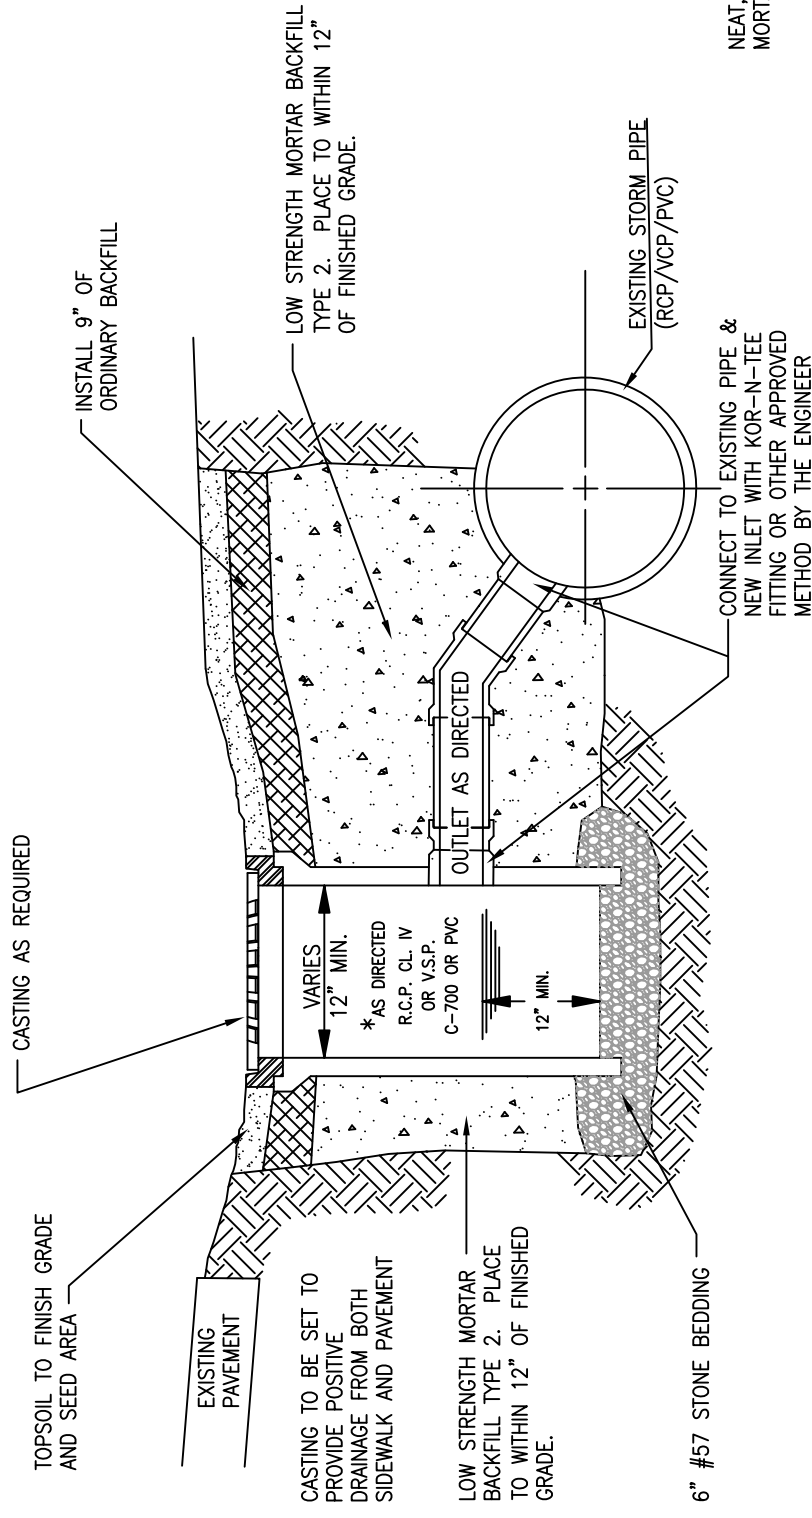 CASTING AS REQUIRED
TOPSOIL TO FINISH GRADE
AND SEED AREA
INSTALL 9" OF
ORDINARY BACKFILL
LOW STRENGTH MORTAR BACKFILL
TYPE 2.  PLACE TO WITHIN 12"
OF FINISHED GRADE.
NEAT,
MORT
EXISTING
PAVEMENT
CASTING TO BE SET TO
PROVIDE POSITIVE
DRAINAGE FROM BOTH
SIDEWALK AND PAVEMENT
VARIES
12" MIN.
*AS DIRECTED
R.C.P. CL. IV
OR V.S.P.
C-700 OR PVC
12" MIN.
OUTLET AS DIRECTED
LOW STRENGTH MORTAR
BACKFILL TYPE 2.  PLACE
TO WITHIN 12" OF FINISHED
GRADE.
EXISTING STORM PIPE
(RCP/VCP/PVC)
6" #57 STONE BEDDING
CONNECT TO EXISTING PIPE &
NEW INLET WITH KOR-N-TEE
FITTING OR OTHER APPROVED
METHOD BY THE ENGINEER